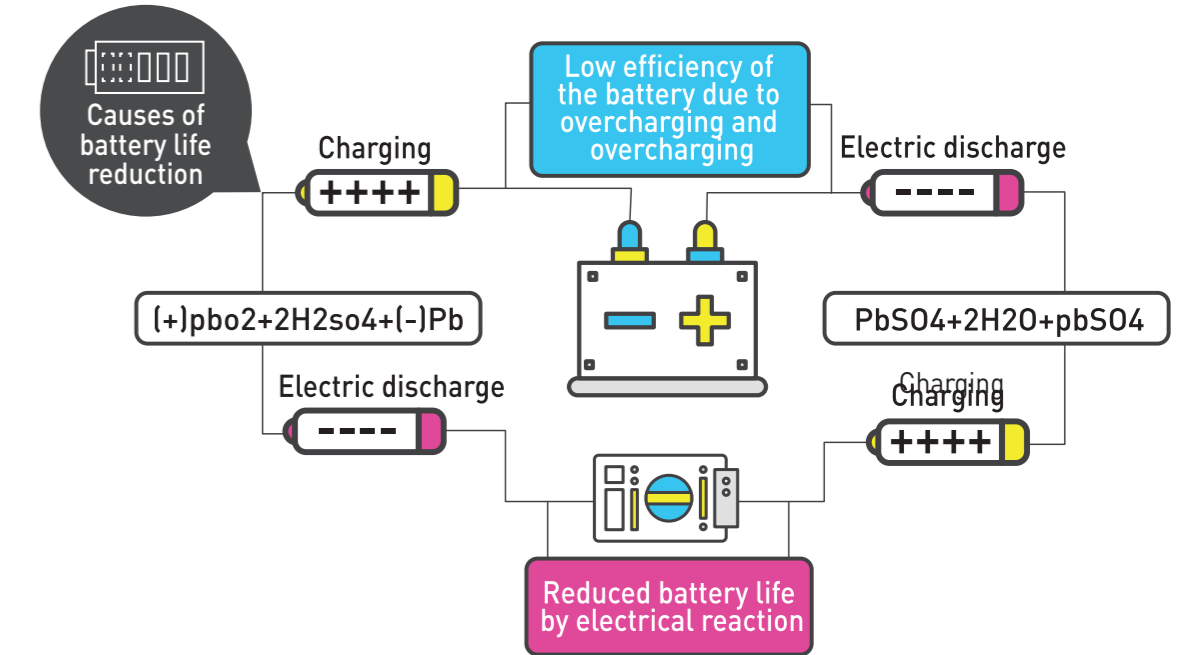 Causes of
battery life
reduction
Charging
++++
Low efficiency of
the battery due to
overcharging and
overcharging
Electric discharge
----
(+)pbo2+2H2so4+(-)Pb
PbSO4+2H2O+pbSO4
Electric discharge
----
Charging
Charging
++++
Reduced battery life
by electrical reaction